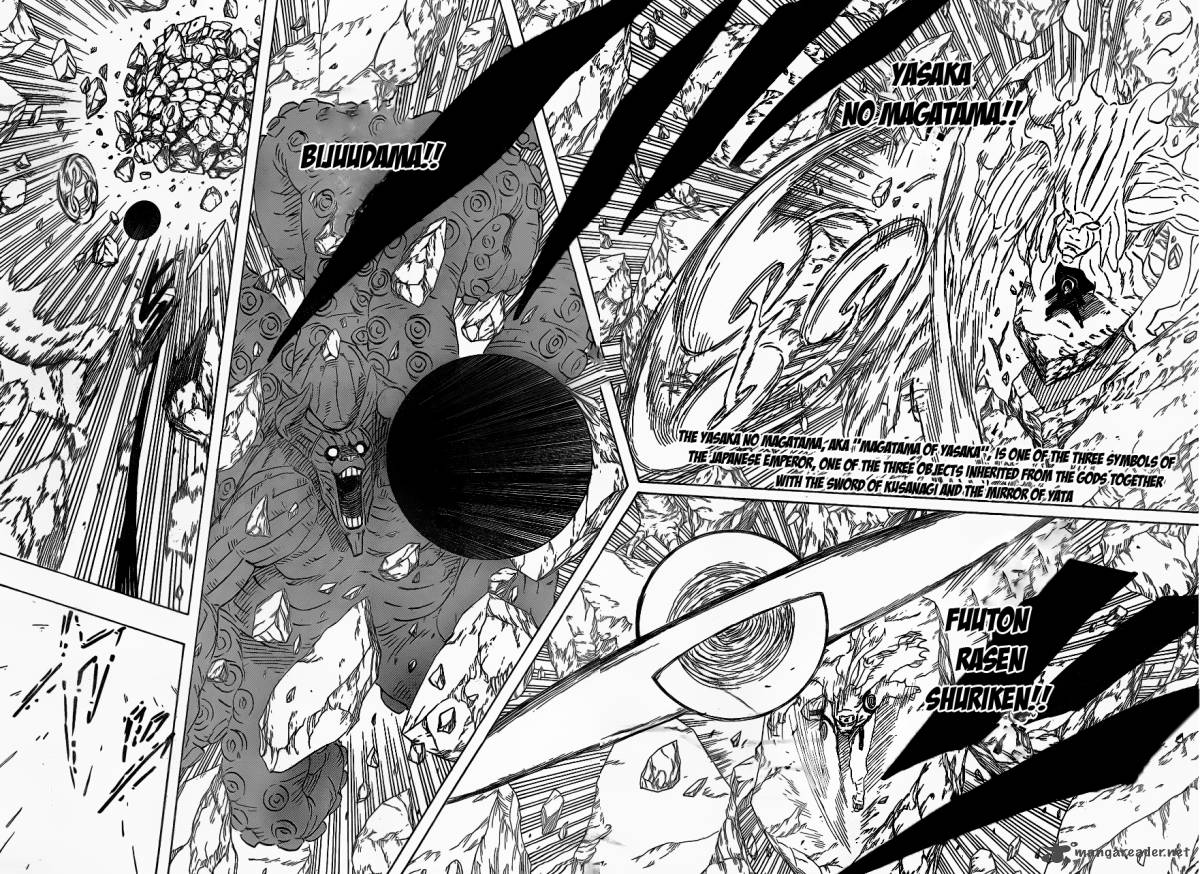 YASAKA
NO MAGATAMA!!
BIJUUDAMA!!
THE YASAKA NO MAGATAMA, AKA "MAGATAMA OF YASAKA", IS ONE OF THE THREE SYMBOLS OF
THE JAPANESE EMPEROR, ONE OF THE THREE OBJECTS INHERITED FROM THE GODS TOGETHER
WITH THE SWORD OF KUSANAGI AND THE MIRROR OF YATA
FUUTON
RASEN
SHURIKEN!!
mangareader.net